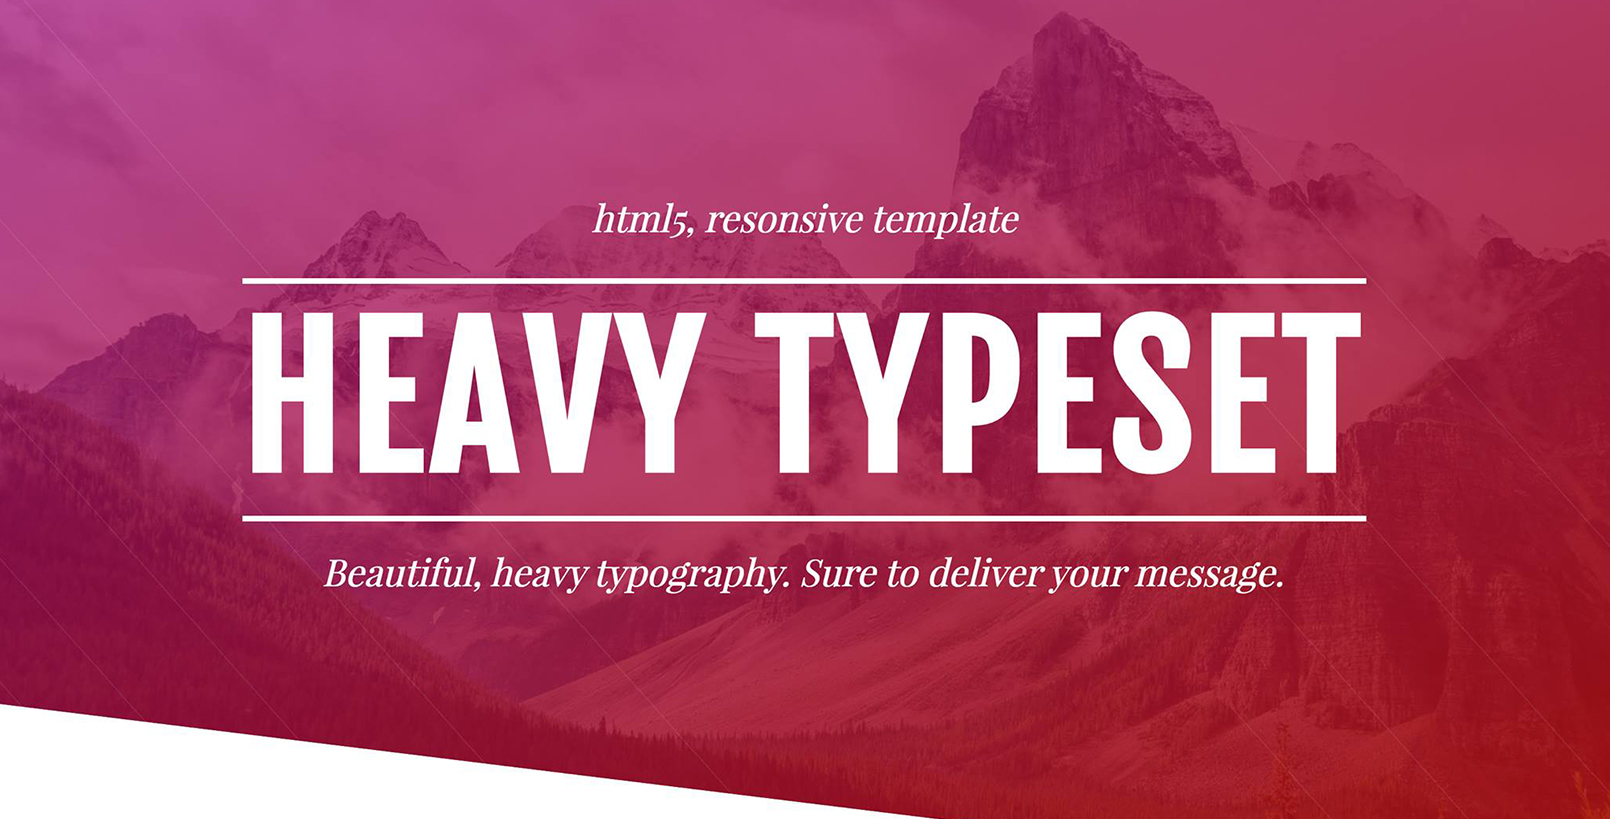 html5, resonsive template
HEAVY TYPESET
Beautiful, heavy typography. Sure to deliver your message.